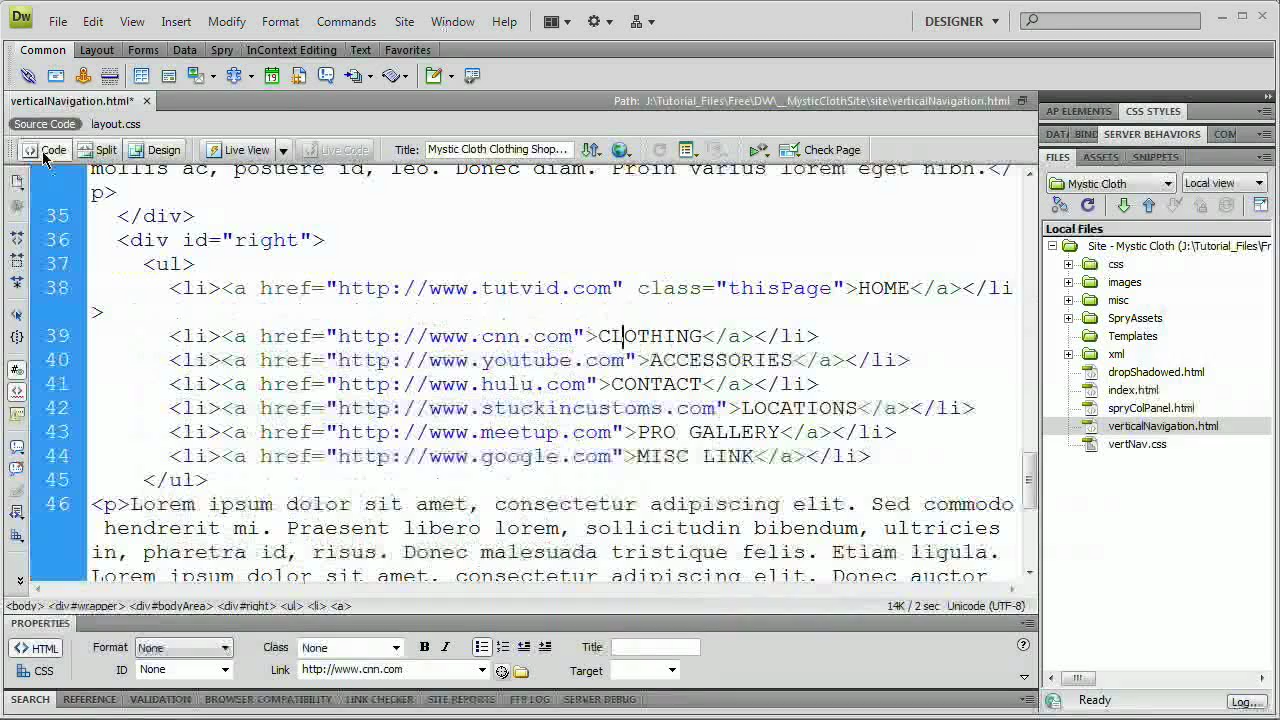 Dw File Edit View Insert Modify Format Commands Site Window Help DESIGNER
Common Layout Forms Data Spry InContext Editing Text Favorites
verticalNavigation.html* Path: J:\Tutorial_Files\Free\DW\__MysticClothSite\site\verticalNavigation.html
Source Code layout.css
Code Split Design Live View Live Code Title: Mystic Cloth Clothing Shop... Check Page
mollis ac, posuere id, leo. Donec diam. Proin varius lorem eget nibh.</
p>
35 </div>
36 <div id="right">
37 <ul>
38 <li><a href="http://www.tutvid.com" class="thisPage">HOME</a></li
>
39 <li><a href="http://www.cnn.com">CLOTHING</a></li>
40 <li><a href="http://www.youtube.com">ACCESSORIES</a></li>
41 <li><a href="http://www.hulu.com">CONTACT</a></li>
42 <li><a href="http://www.stuckincustoms.com">LOCATIONS</a></li>
43 <li><a href="http://www.meetup.com">PRO GALLERY</a></li>
44 <li><a href="http://www.google.com">MISC LINK</a></li>
45 </ul>
46 <p>Lorem ipsum dolor sit amet, consectetur adipiscing elit. Sed commodo
hendrerit mi. Praesent libero lorem, sollicitudin bibendum, ultricies
in, pharetra id, risus. Donec malesuada tristique felis. Etiam ligula.
Lorem ipsum dolor sit amet, consectetur adipiscing elit. Donec auctor
<body> <div#wrapper> <div#bodyArea> <div#right> <ul> <li> <a> 14K / 2 sec Unicode (UTF-8)
PROPERTIES
HTML Format None Class None B I Title
CSS ID None Link http://www.cnn.com Target
SEARCH REFERENCE VALIDATION BROWSER COMPATIBILITY LINK CHECKER SITE REPORTS FTP LOG SERVER DEBUG
AP ELEMENTS CSS STYLES
DATA BIND SERVER BEHAVIORS COM
FILES ASSETS SNIPPETS
Mystic Cloth Local view
Local Files
Site - Mystic Cloth (J:\Tutorial_Files\Fr
css
images
misc
SpryAssets
Templates
xml
dropShadowed.html
index.html
spryColPanel.html
verticalNavigation.html
vertNav.css
Ready Log...